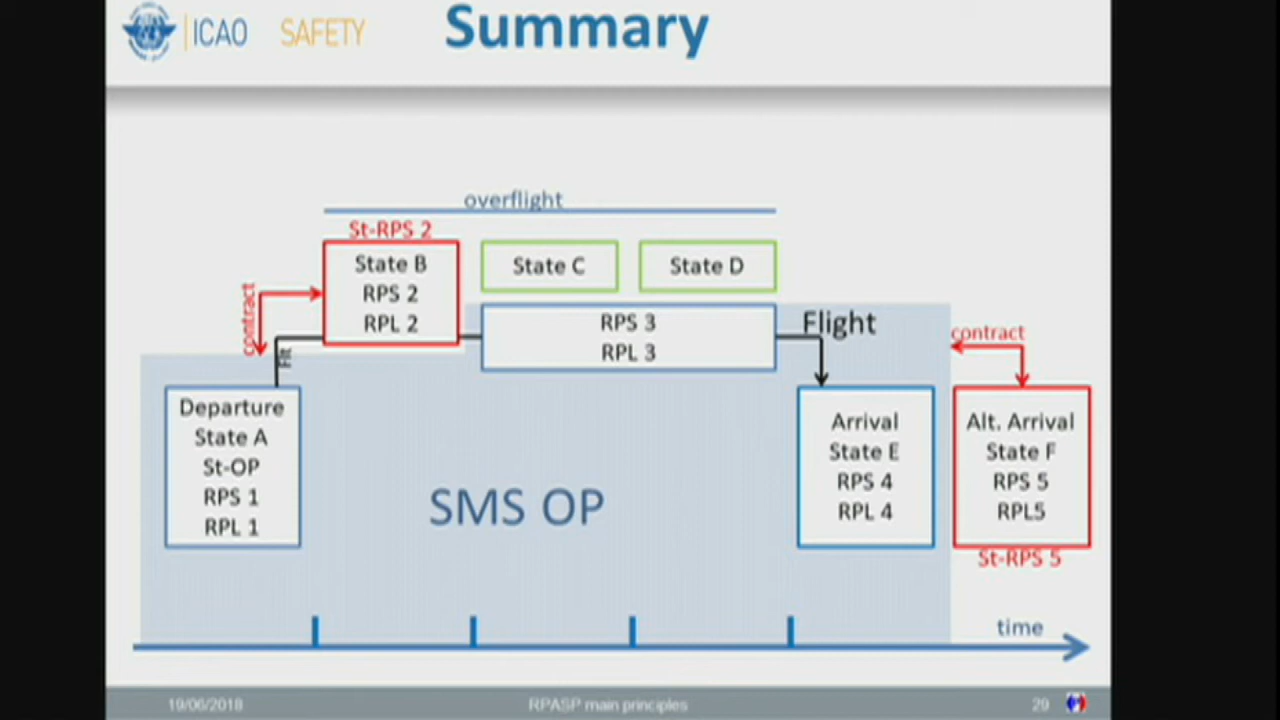 ICAO SAFETY
Summary
overflight
St-RPS 2
State B
RPS 2
RPL 2
State C
State D
RPS 3
RPL 3
contract
Flt
Flight
contract
Departure
State A
St-OP
RPS 1
RPL 1
SMS OP
Arrival
State E
RPS 4
RPL 4
Alt. Arrival
State F
RPS 5
RPL5
St-RPS 5
time
19/06/2018
RPASP main principles
29